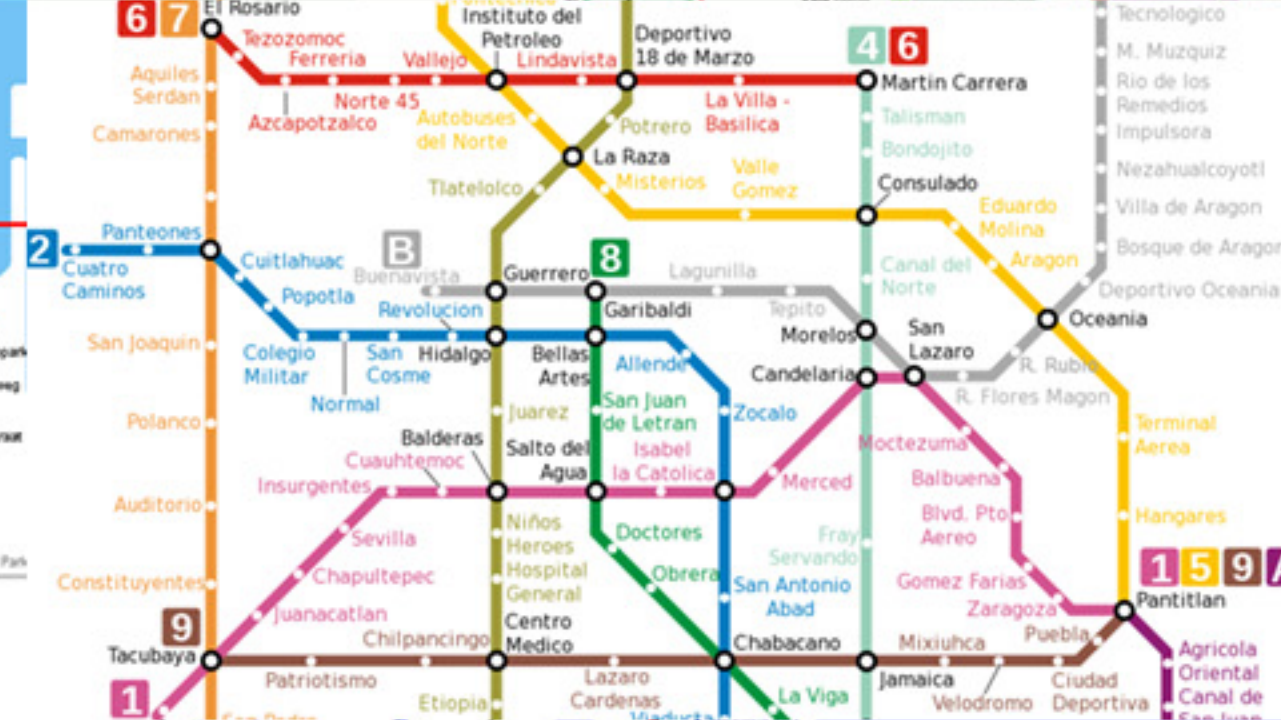 El Rosario
6 7
Tezozomoc
Ferreria
Vallejo
Instituto del
Petroleo
Lindavista
Deportivo
18 de Marzo
4 6
Martin Carrera
Tecnologico
M. Muzquiz
Rio de los
Remedios
Impulsora
Nezahualcoyotl
Villa de Aragon
Bosque de Aragon
Deportivo Oceania
Aquiles
Serdan
Camarones
Norte 45
Azcapotzalco
Autobuses
del Norte
Potrero
La Villa -
Basilica
Talisman
Bondojito
La Raza
Tlatelolco
Misterios
Valle
Gomez
Consulado
Eduardo
Molina
Aragon
2
Panteones
Cuatro
Caminos
Cuitlahuac
Popotla
B
Buenavista
Guerrero
8
Garibaldi
Lagunilla
Tepito
Canal del
Norte
Oceania
Revolucion
Hidalgo
Bellas
Artes
Allende
Morelos
San
Lazaro
R. Rubio
R. Flores Magon
San Joaquin
Colegio
Militar
San
Cosme
Normal
Candelaria
Juarez
San Juan
de Letran
Zocalo
Polanco
Balderas
Cuauhtemoc
Insurgentes
Salto del
Agua
Isabel
la Catolica
Merced
Moctezuma
Balbuena
Terminal
Aerea
Auditorio
Sevilla
Niños
Heroes
Doctores
Blvd. Pto
Aereo
Hangares
Fray
Servando
Chapultepec
Hospital
General
Obrera
San Antonio
Abad
Gomez Farias
Zaragoza
1 5 9 A
Pantitlan
Constituyentes
Juanacatlan
9
Tacubaya
Chilpancingo
Centro
Medico
Chabacano
Mixiuhca
Puebla
Agricola
Oriental
Canal de
San Juan
Patriotismo
Lazaro
Cardenas
Jamaica
Velodromo
Ciudad
Deportiva
1
San Pedro
Etiopia
Viaducto
La Viga
Park